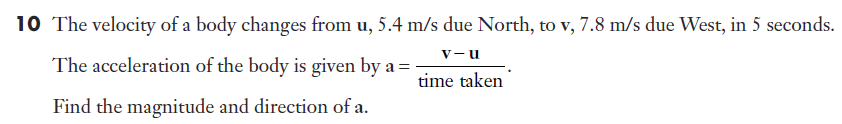 10 The velocity of a body changes from u, 5.4 m/s due North, to v, 7.8 m/s due West, in 5 seconds.
The acceleration of the body is given by a = v − u / time taken .
Find the magnitude and direction of a.